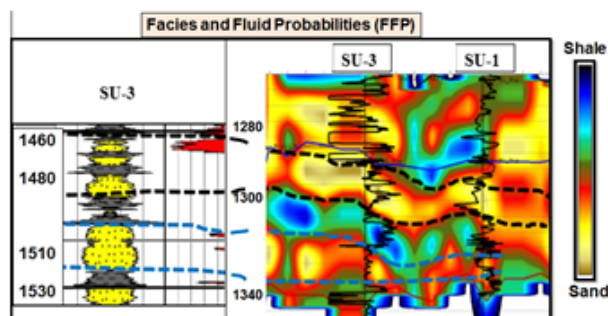 Facies and Fluid Probabilities (FFP)
SU-3
SU-3
SU-1
Shale
1460
1480
1510
1530
1280
1300
1340
Sand